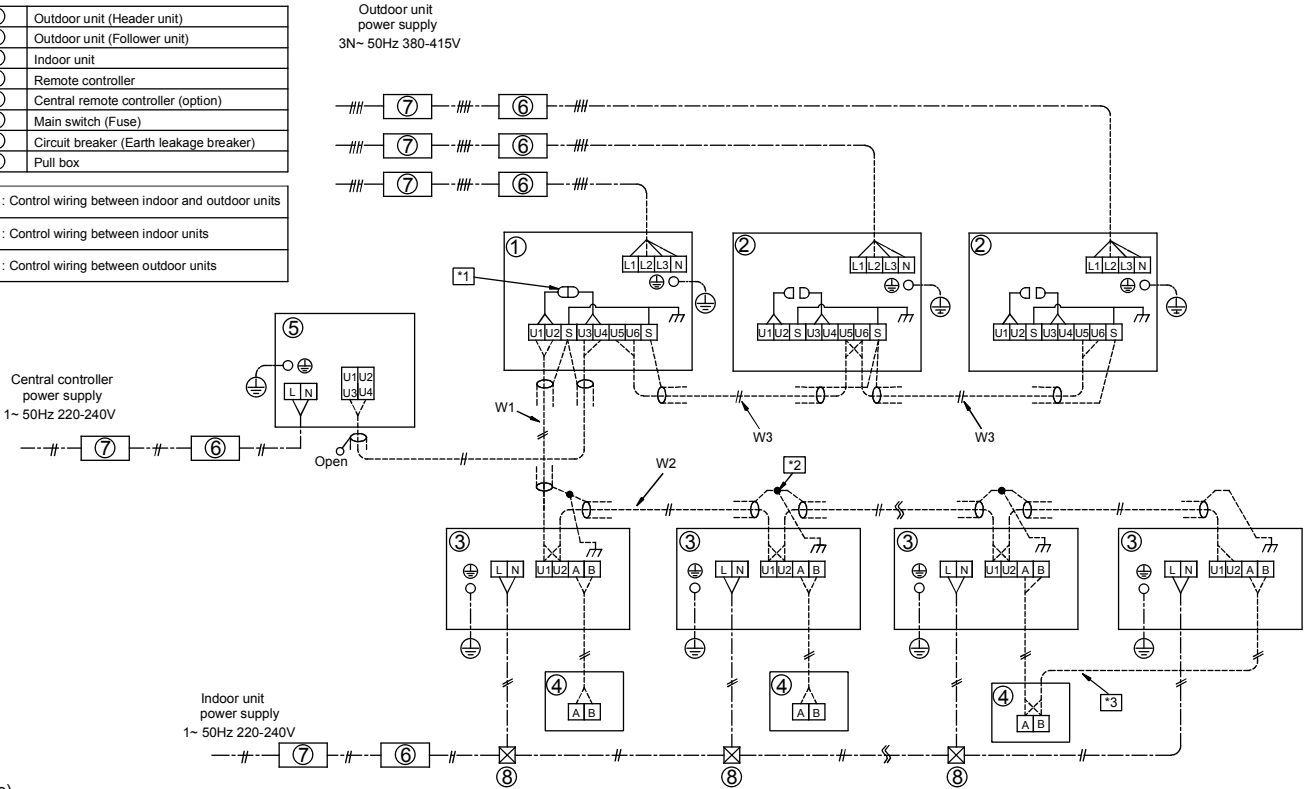 Outdoor unit (Header unit)
Outdoor unit (Follower unit)
Indoor unit
Remote controller
Central remote controller (option)
Main switch (Fuse)
Circuit breaker (Earth leakage breaker)
Pull box
: Control wiring between indoor and outdoor units
: Control wiring between indoor units
: Control wiring between outdoor units
Outdoor unit
power supply
3N~ 50Hz 380-415V
⑦ ⑥
⑦ ⑥
⑦ ⑥
① ② ②
L1 L2 L3 N
L1 L2 L3 N
L1 L2 L3 N
*1
U1 U2 S U3 U4 U5 U6 S
U1 U2 S U3 U4 U5 U6 S
U1 U2 S U3 U4 U5 U6 S
⑤
L N
U1 U2
U3 U4
Central controller
power supply
1~ 50Hz 220-240V
⑦ ⑥
Open
W1
W3
W3
W2
*2
③ ③ ③ ③
L N U1 U2 A B
L N U1 U2 A B
L N U1 U2 A B
L N U1 U2 A B
④ ④ ④
A B
A B
A B
*3
Indoor unit
power supply
1~ 50Hz 220-240V
⑦ ⑥
⑧ ⑧ ⑧